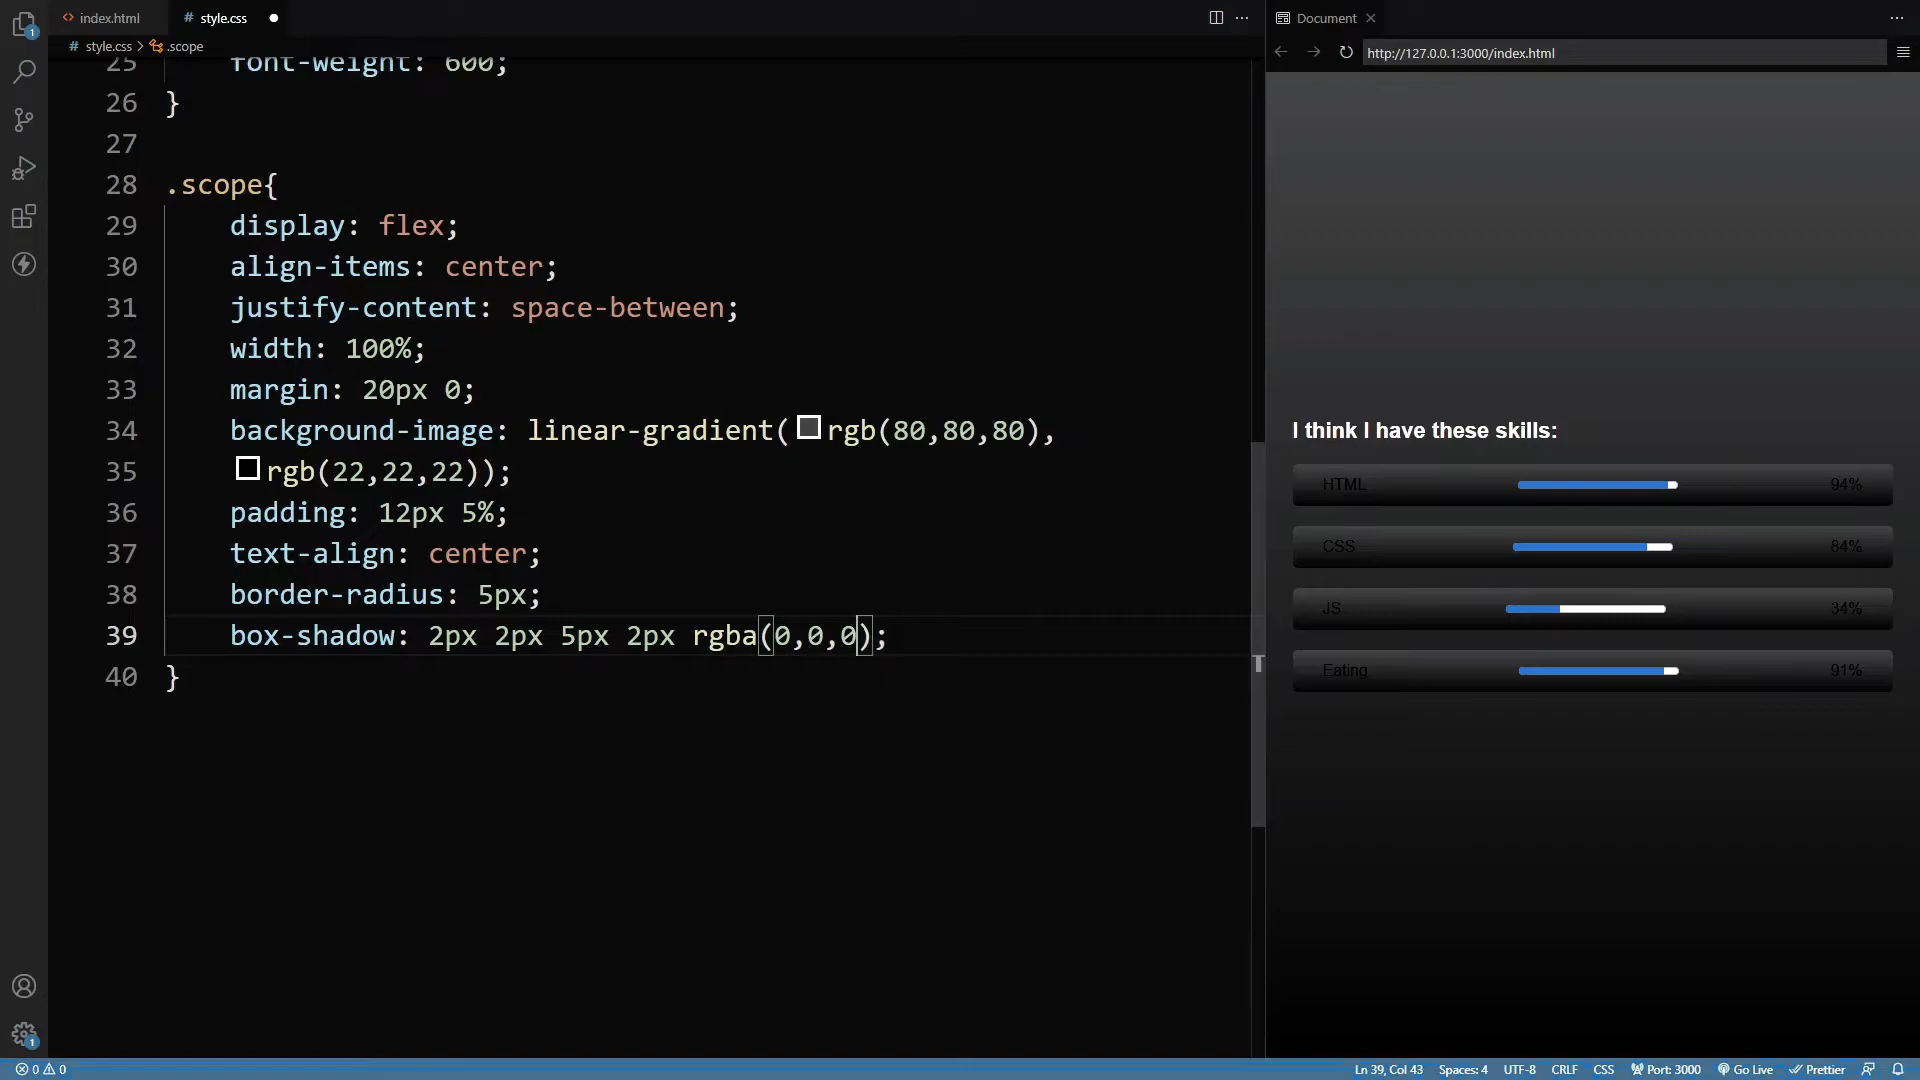 index.html
# style.css
# style.css > .scope
25 font-weight: 600;
26 }
27
28 .scope{
29 display: flex;
30 align-items: center;
31 justify-content: space-between;
32 width: 100%;
33 margin: 20px 0;
34 background-image: linear-gradient(rgb(80,80,80),
35 rgb(22,22,22));
36 padding: 12px 5%;
37 text-align: center;
38 border-radius: 5px;
39 box-shadow: 2px 2px 5px 2px rgba(0,0,0);
40 }
Document
http://127.0.0.1:3000/index.html
I think I have these skills:
HTML 94%
CSS 84%
JS 34%
Eating 91%
1
1
0 0
Ln 39, Col 43 Spaces: 4 UTF-8 CRLF CSS Port: 3000 Go Live Prettier